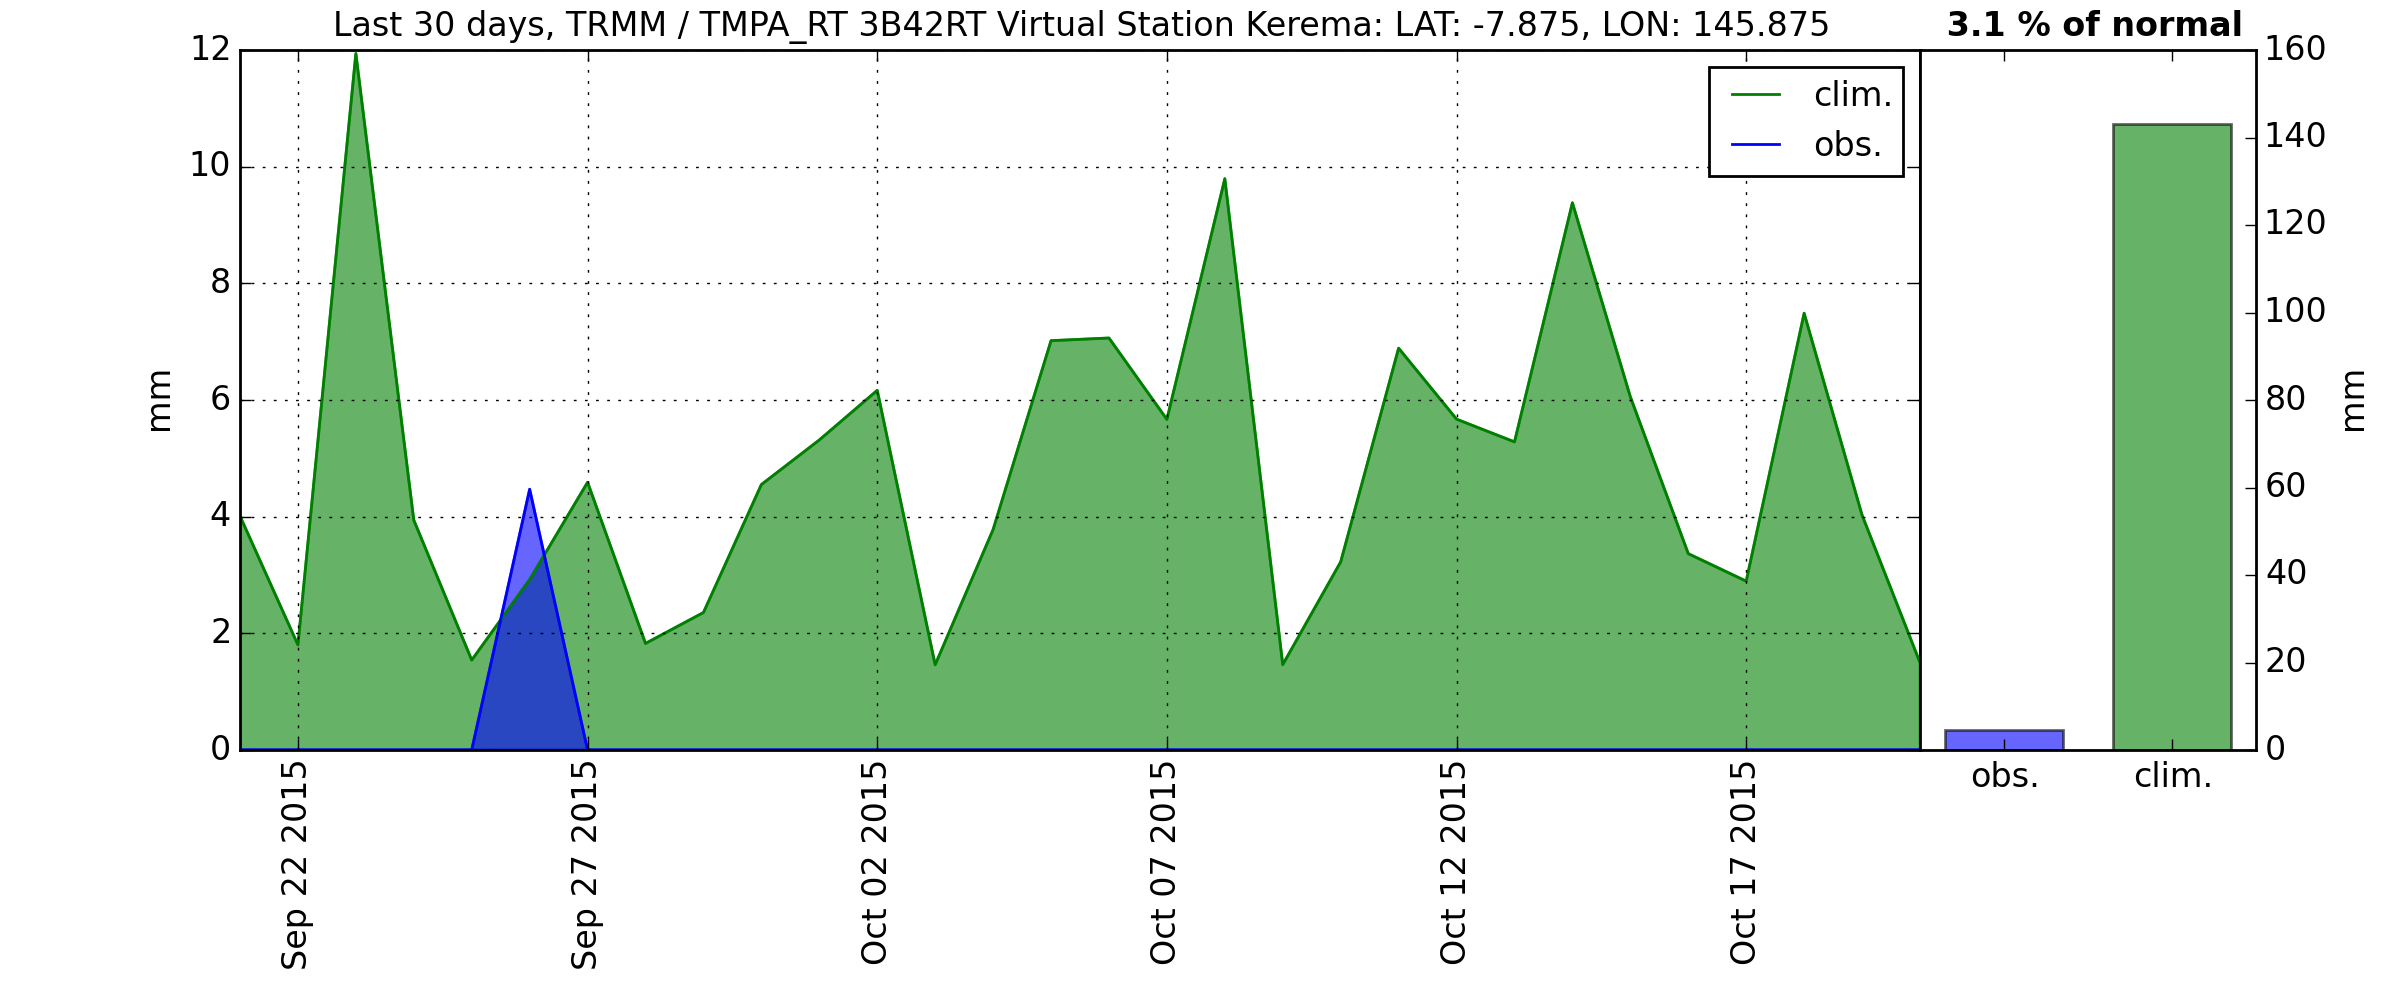 Last 30 days, TRMM / TMPA_RT 3B42RT Virtual Station Kerema: LAT: -7.875, LON: 145.875
3.1 % of normal
12
10
8
6
4
2
0
mm
clim.
obs.
Sep 22 2015
Sep 27 2015
Oct 02 2015
Oct 07 2015
Oct 12 2015
Oct 17 2015
160
140
120
100
80
60
40
20
0
mm
obs.
clim.